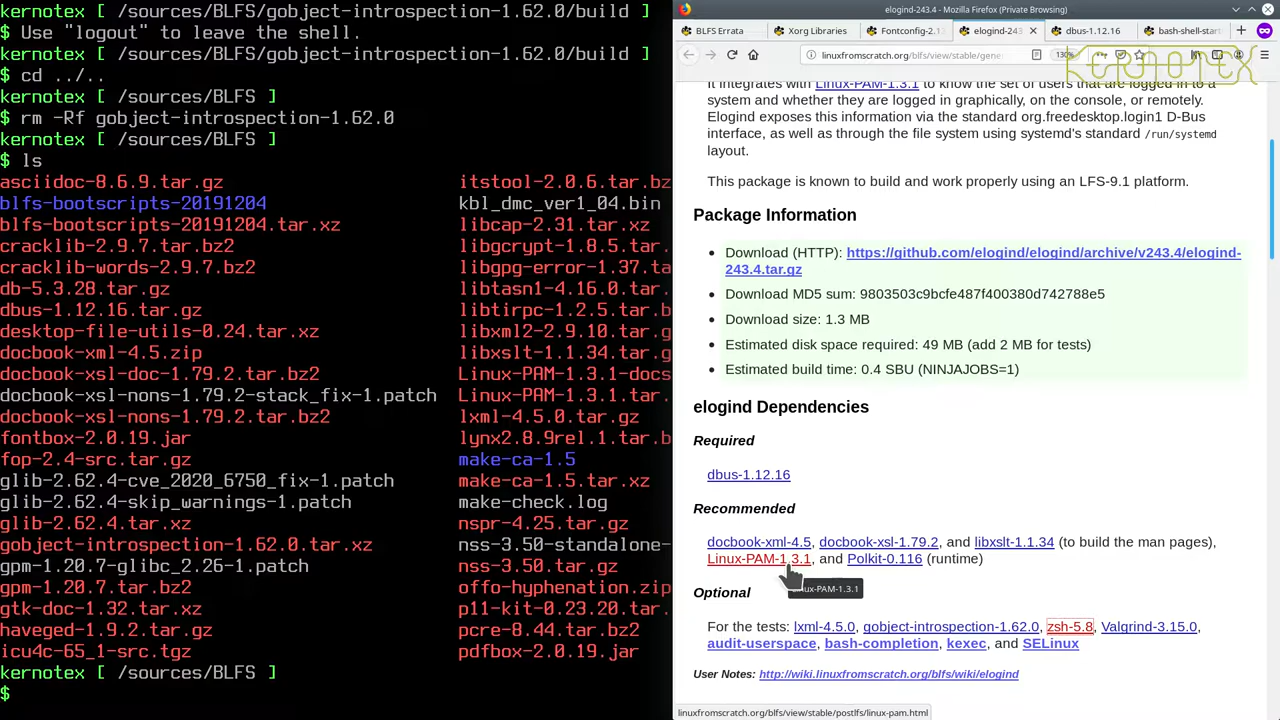 kernotex [ /sources/BLFS/gobject-introspection-1.62.0/build ]
$ Use "logout" to leave the shell.
kernotex [ /sources/BLFS/gobject-introspection-1.62.0/build ]
$ cd ../..
kernotex [ /sources/BLFS ]
$ rm -Rf gobject-introspection-1.62.0
kernotex [ /sources/BLFS ]
$ ls
asciidoc-8.6.9.tar.gz itstool-2.0.6.tar.bz
blfs-bootscripts-20191204 kbl_dmc_ver1_04.bin
blfs-bootscripts-20191204.tar.xz libcap-2.31.tar.xz
cracklib-2.9.7.tar.bz2 libgcrypt-1.8.5.tar.
cracklib-words-2.9.7.bz2 libgpg-error-1.37.ta
db-5.3.28.tar.gz libtasn1-4.16.0.tar.
dbus-1.12.16.tar.gz libtirpc-1.2.5.tar.b
desktop-file-utils-0.24.tar.xz libxml2-2.9.10.tar.g
docbook-xml-4.5.zip libxslt-1.1.34.tar.g
docbook-xsl-doc-1.79.2.tar.bz2 Linux-PAM-1.3.1-docs
docbook-xsl-nons-1.79.2-stack_fix-1.patch Linux-PAM-1.3.1.tar.
docbook-xsl-nons-1.79.2.tar.bz2 lxml-4.5.0.tar.gz
fontbox-2.0.19.jar lynx2.8.9rel.1.tar.b
fop-2.4-src.tar.gz make-ca-1.5
glib-2.62.4-cve_2020_6750_fix-1.patch make-ca-1.5.tar.xz
glib-2.62.4-skip_warnings-1.patch make-check.log
glib-2.62.4.tar.xz nspr-4.25.tar.gz
gobject-introspection-1.62.0.tar.xz nss-3.50-standalone-
gpm-1.20.7-glibc_2.26-1.patch nss-3.50.tar.gz
gpm-1.20.7.tar.bz2 offo-hyphenation.zip
gtk-doc-1.32.tar.xz p11-kit-0.23.20.tar.
haveged-1.9.2.tar.gz pcre-8.44.tar.bz2
icu4c-65_1-src.tgz pdfbox-2.0.19.jar
kernotex [ /sources/BLFS ]
$
elogind-243.4 - Mozilla Firefox (Private Browsing)
BLFS Errata Xorg Libraries Fontconfig-2.1 elogind-243 dbus-1.12.16 bash-shell-start
linuxfromscratch.org/blfs/view/stable/gene 130%
KERNOTEX
It integrates with Linux-PAM-1.3.1 to know the set of users that are logged in to a
system and whether they are logged in graphically, on the console, or remotely.
Elogind exposes this information via the standard org.freedesktop.login1 D-Bus
interface, as well as through the file system using systemd's standard /run/systemd
layout.
This package is known to build and work properly using an LFS-9.1 platform.
Package Information
Download (HTTP): https://github.com/elogind/elogind/archive/v243.4/elogind-
243.4.tar.gz
Download MD5 sum: 9803503c9bcfe487f400380d742788e5
Download size: 1.3 MB
Estimated disk space required: 49 MB (add 2 MB for tests)
Estimated build time: 0.4 SBU (NINJAJOBS=1)
elogind Dependencies
Required
dbus-1.12.16
Recommended
docbook-xml-4.5, docbook-xsl-1.79.2, and libxslt-1.1.34 (to build the man pages),
Linux-PAM-1.3.1, and Polkit-0.116 (runtime)
Linux-PAM-1.3.1
Optional
For the tests: lxml-4.5.0, gobject-introspection-1.62.0, zsh-5.8, Valgrind-3.15.0,
audit-userspace, bash-completion, kexec, and SELinux
User Notes: http://wiki.linuxfromscratch.org/blfs/wiki/elogind
linuxfromscratch.org/blfs/view/stable/postlfs/linux-pam.html